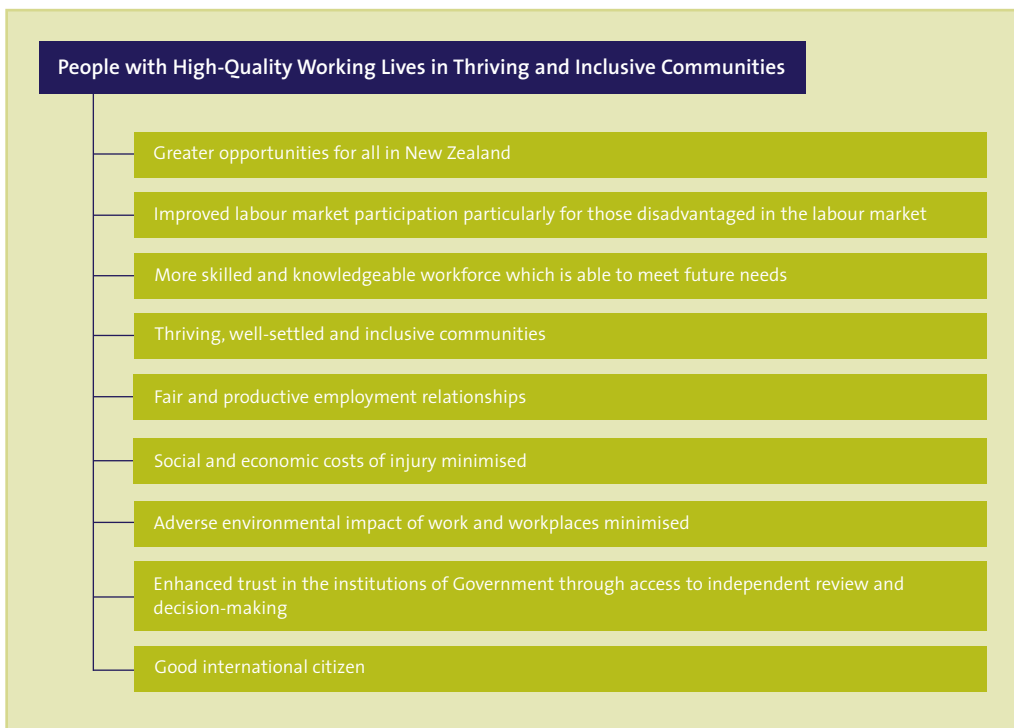 People with High-Quality Working Lives in Thriving and Inclusive Communities
Greater opportunities for all in New Zealand
Improved labour market participation particularly for those disadvantaged in the labour market
More skilled and knowledgeable workforce which is able to meet future needs
Thriving, well-settled and inclusive communities
Fair and productive employment relationships
Social and economic costs of injury minimised
Adverse environmental impact of work and workplaces minimised
Enhanced trust in the institutions of Government through access to independent review and
decision-making
Good international citizen